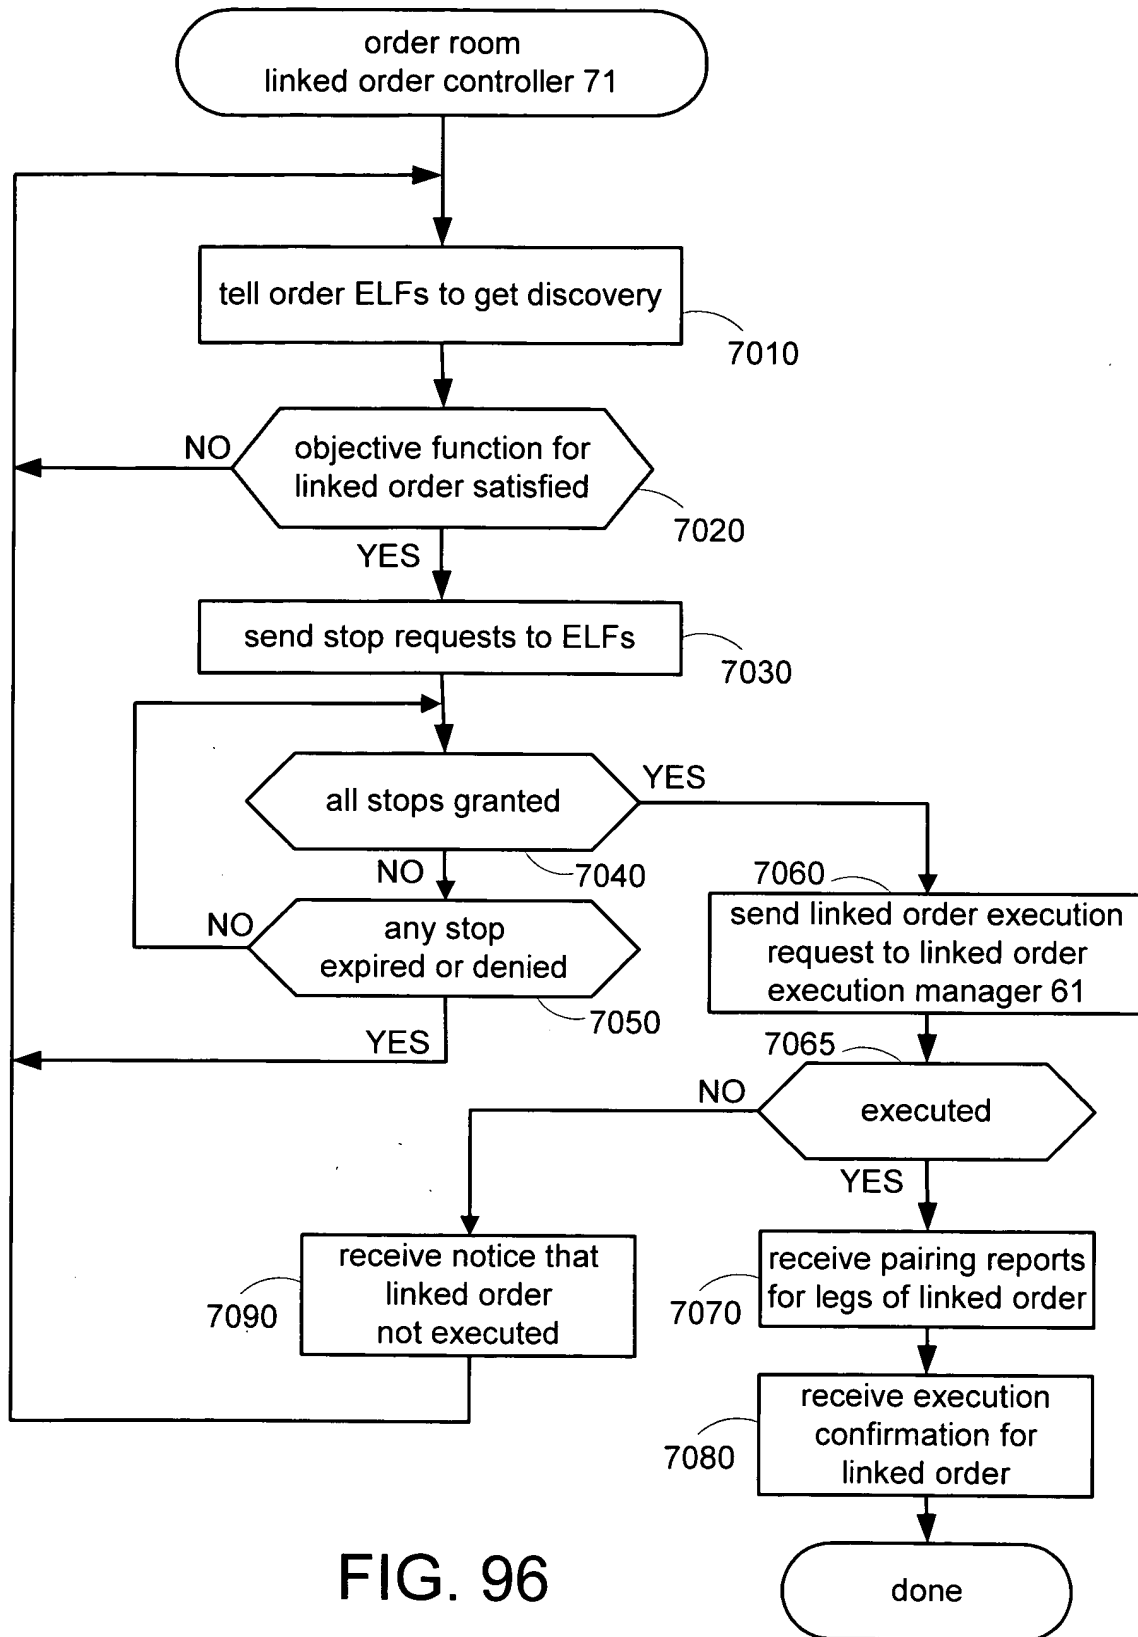 order room
linked order controller 71
tell order ELFs to get discovery
7010
NO
objective function for
linked order satisfied
7020
YES
send stop requests to ELFs
7030
all stops granted
YES
7040
NO
NO
any stop
expired or denied
7050
YES
7060
send linked order execution
request to linked order
execution manager 61
7065
NO
executed
YES
receive notice that
linked order
not executed
7090
receive pairing reports
for legs of linked order
7070
receive execution
confirmation for
linked order
7080
done
FIG. 96